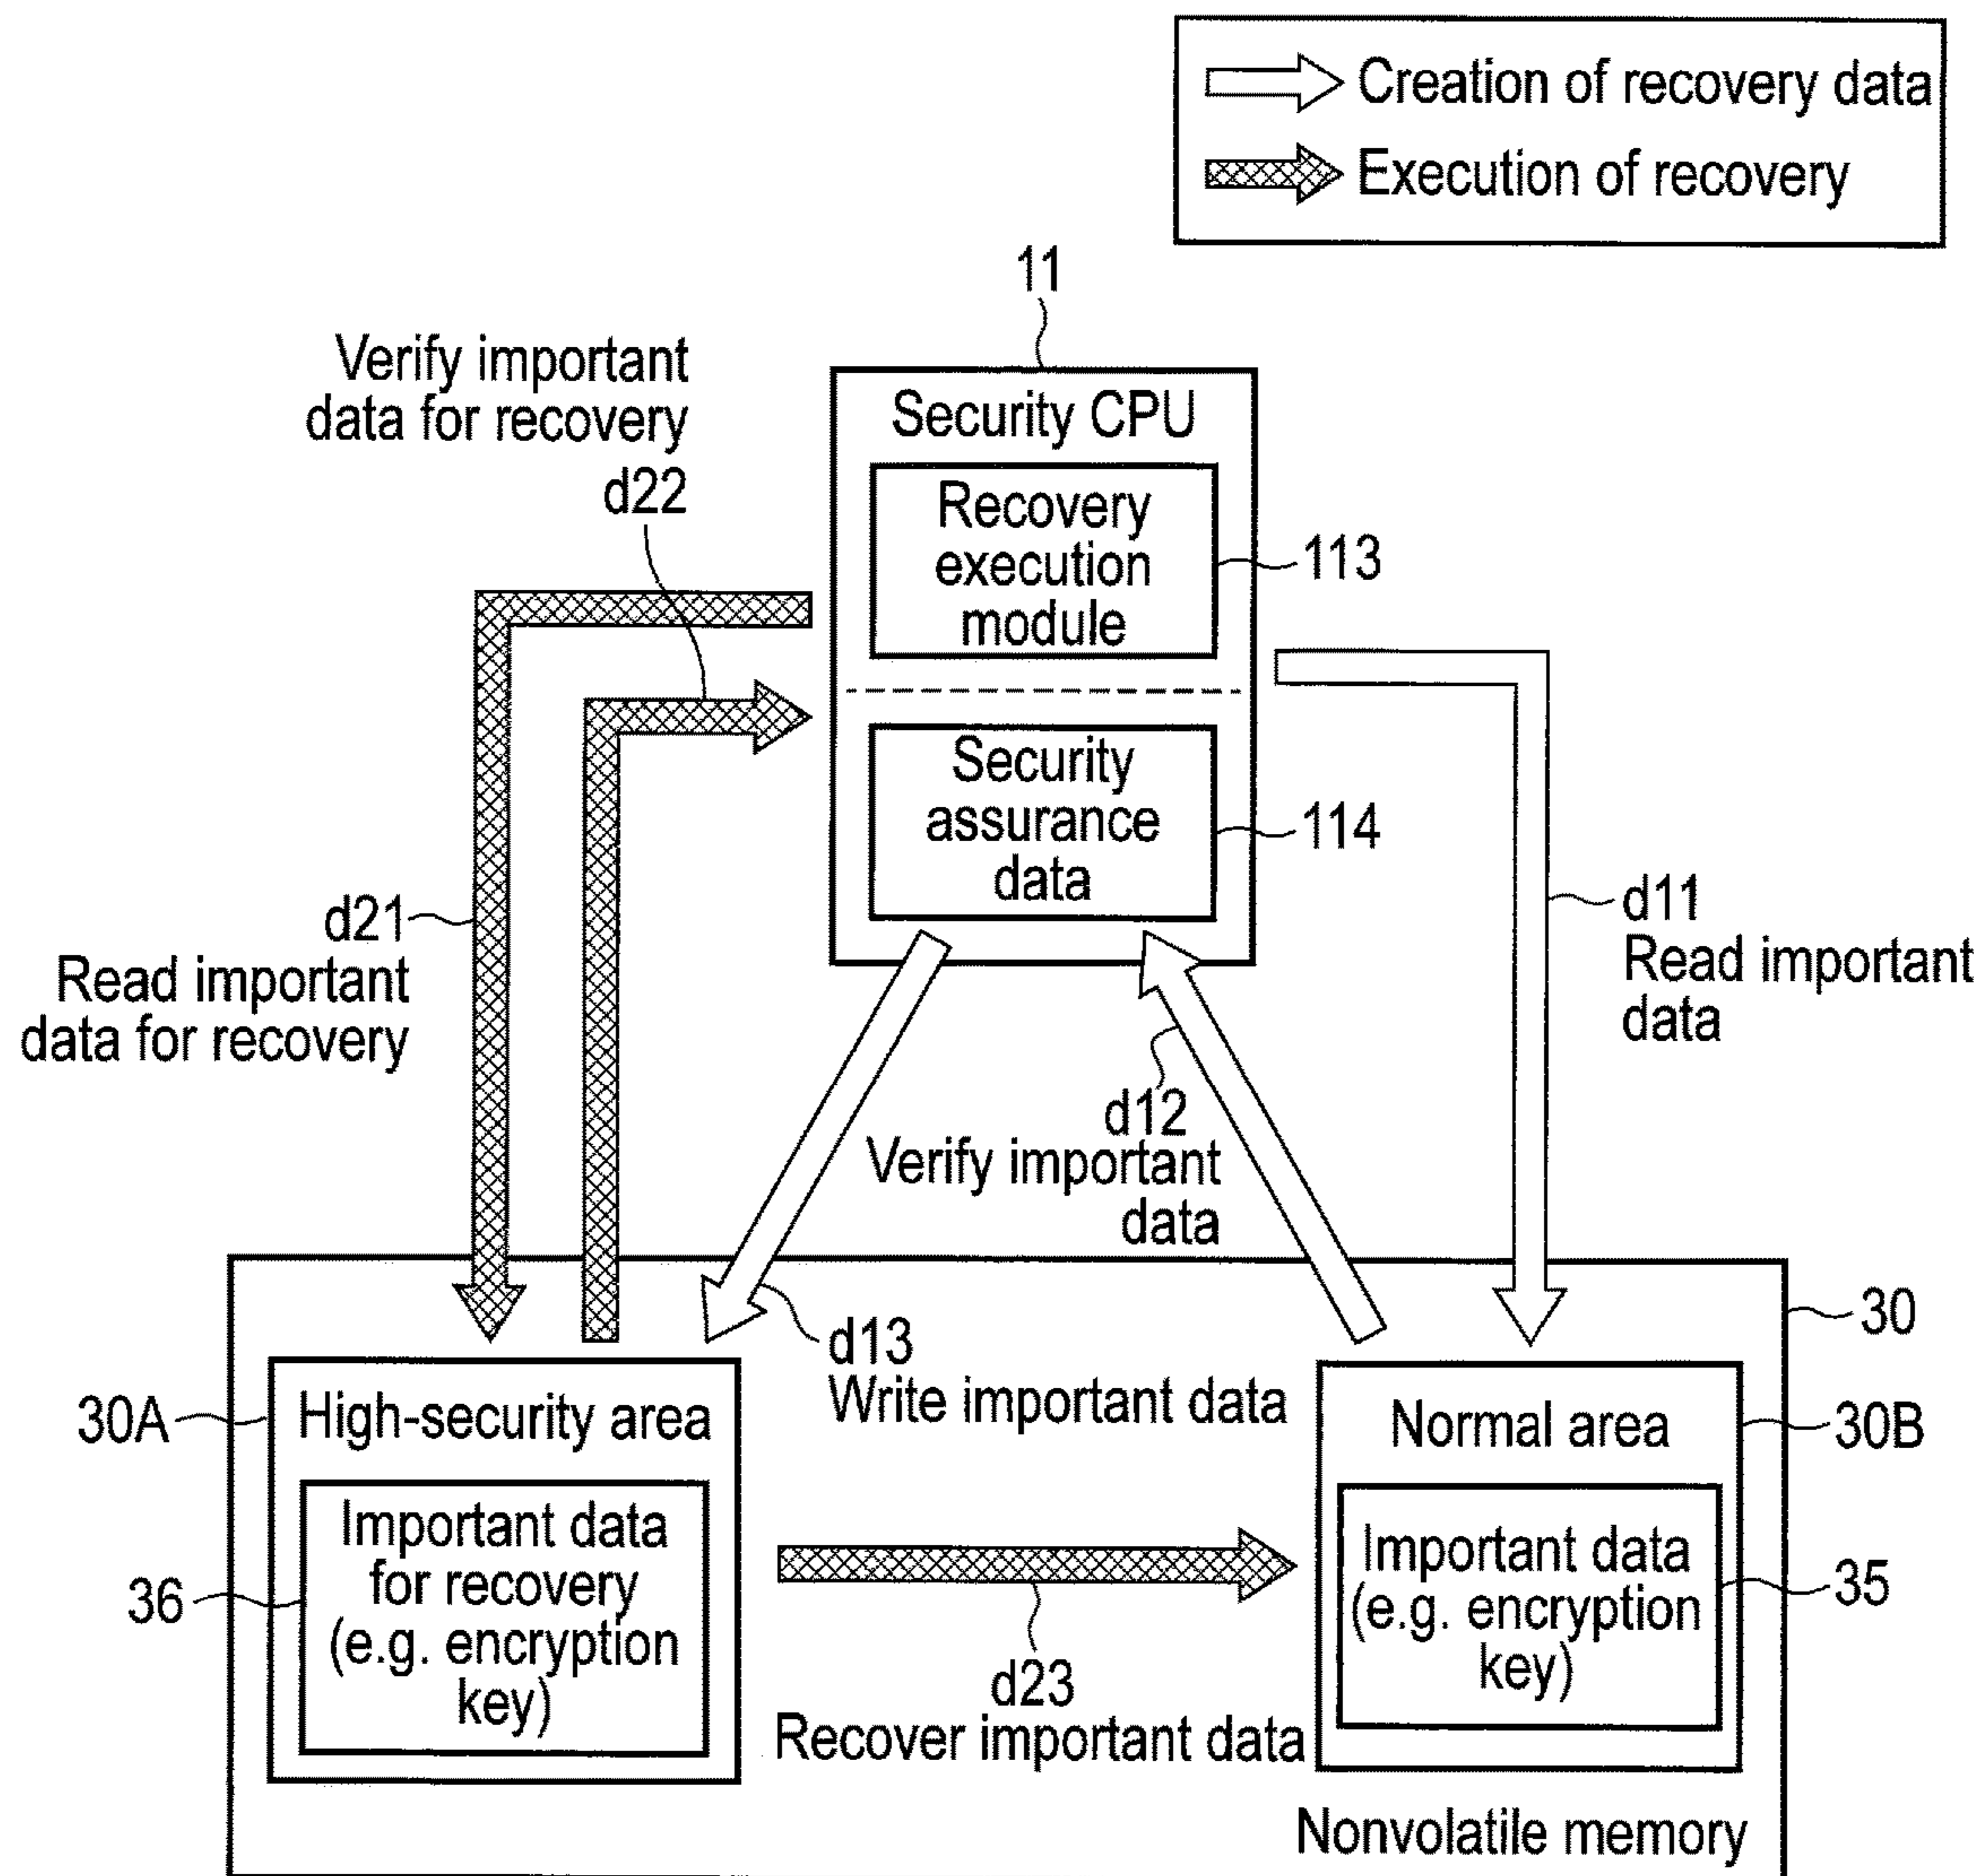 Creation of recovery data
Execution of recovery
11
Verify important
data for recovery
d22
Security CPU
Recovery
execution
module
113
Security
assurance
data
114
d21
Read important
data for recovery
d11
Read important
data
d12
Verify important
data
d13
Write important data
30
30A
High-security area
Normal area
30B
36
Important data
for recovery
(e.g. encryption
key)
Important data
(e.g. encryption
key)
35
d23
Recover important data
Nonvolatile memory